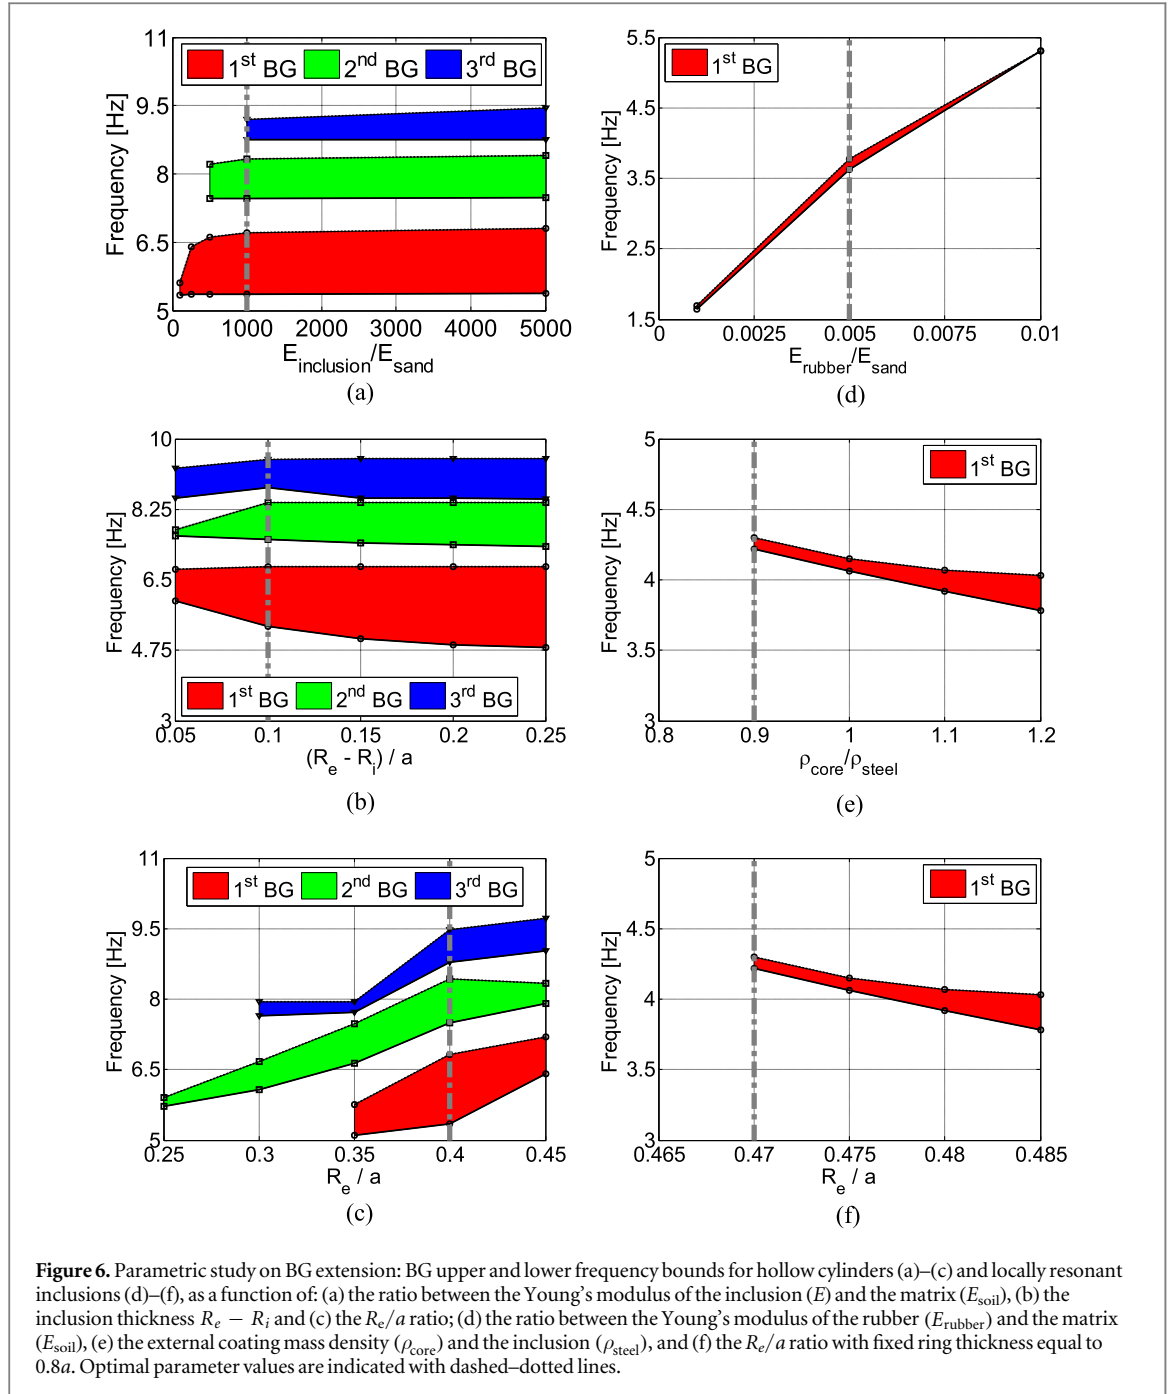 11
9.5
8
6.5
5
Frequency [Hz]
1st BG 2nd BG 3rd BG
0 1000 2000 3000 4000 5000
Einclusion/Esand
(a)
5.5
4.5
3.5
2.5
1.5
Frequency [Hz]
1st BG
0 0.0025 0.005 0.0075 0.01
Erubber/Esand
(d)
10
8.25
6.5
4.75
3
Frequency [Hz]
1st BG 2nd BG 3rd BG
0.05 0.1 0.15 0.2 0.25
(Re - Ri) / a
(b)
5
4.5
4
3.5
3
Frequency [Hz]
1st BG
0.8 0.9 1 1.1 1.2
ρcore/ρsteel
(e)
11
9.5
8
6.5
5
Frequency [Hz]
1st BG 2nd BG 3rd BG
0.25 0.3 0.35 0.4 0.45
Re / a
(c)
5
4.5
4
3.5
3
Frequency [Hz]
1st BG
0.465 0.47 0.475 0.48 0.485
Re / a
(f)
Figure 6. Parametric study on BG extension: BG upper and lower frequency bounds for hollow cylinders (a)–(c) and locally resonant
inclusions (d)–(f), as a function of: (a) the ratio between the Young's modulus of the inclusion (E) and the matrix (Esoil), (b) the
inclusion thickness Re − Ri and (c) the Re/a ratio; (d) the ratio between the Young's modulus of the rubber (Erubber) and the matrix
(Esoil), (e) the external coating mass density (ρcore) and the inclusion (ρsteel), and (f) the Re/a ratio with fixed ring thickness equal to
0.8a. Optimal parameter values are indicated with dashed–dotted lines.